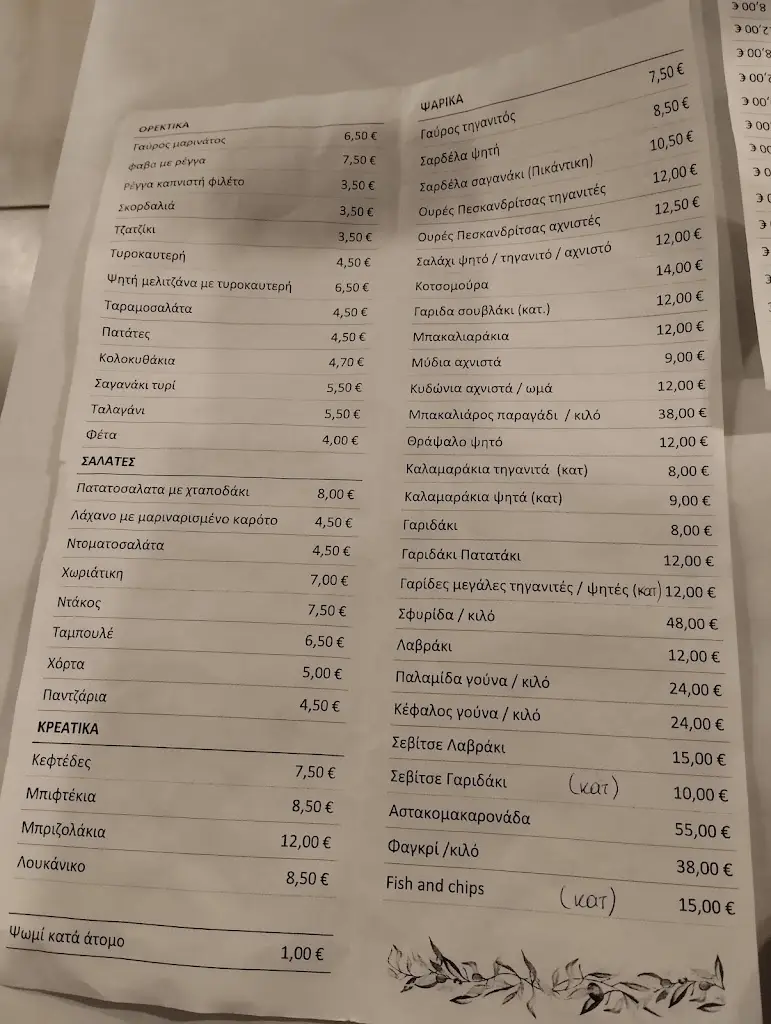 ΟΡΕΚΤΙΚΑ
Γαύρος μαρινάτος 6,50 €
Φαβα με ρέγγα 7,50 €
Ρέγγα καπνιστή φιλέτο 3,50 €
Σκορδαλιά 3,50 €
Τζατζίκι 3,50 €
Τυροκαυτερή 4,50 €
Ψητή μελιτζάνα με τυροκαυτερή 6,50 €
Ταραμοσαλάτα 4,50 €
Πατάτες 4,50 €
Κολοκυθάκια 4,70 €
Σαγανάκι τυρί 5,50 €
Ταλαγάνι 5,50 €
Φέτα 4,00 €
ΣΑΛΑΤΕΣ
Πατατοσαλατα με χταποδάκι 8,00 €
Λάχανο με μαριναρισμένο καρότο 4,50 €
Ντοματοσαλάτα 4,50 €
Χωριάτικη 7,00 €
Ντάκος 7,50 €
Ταμπουλέ 6,50 €
Χόρτα 5,00 €
Παντζάρια 4,50 €
ΚΡΕΑΤΙΚΑ
Κεφτέδες 7,50 €
Μπιφτέκια 8,50 €
Μπριζολάκια 12,00 €
Λουκάνικο 8,50 €
Ψωμί κατά άτομο 1,00 €
ΨΑΡΙΚΑ
Γαύρος τηγανιτός 7,50 €
Σαρδέλα ψητή 8,50 €
Σαρδέλα σαγανάκι (Πικάντικη) 10,50 €
Ουρές Πεσκανδρίτσας τηγανιτές 12,00 €
Ουρές Πεσκανδρίτσας αχνιστές 12,50 €
Σαλάχι ψητό / τηγανιτό / αχνιστό 12,00 €
Κοτσομούρα 14,00 €
Γαριδα σουβλάκι (κατ.) 12,00 €
Μπακαλιαράκια 12,00 €
Μύδια αχνιστά 9,00 €
Κυδώνια αχνιστά / ωμά 12,00 €
Μπακαλιάρος παραγάδι / κιλό 38,00 €
Θράψαλο ψητό 12,00 €
Καλαμαράκια τηγανιτά (κατ) 8,00 €
Καλαμαράκια ψητά (κατ) 9,00 €
Γαριδάκι 8,00 €
Γαριδάκι Πατατάκι 12,00 €
Γαρίδες μεγάλες τηγανιτές / ψητές (κατ) 12,00 €
Σφυρίδα / κιλό 48,00 €
Λαβράκι 12,00 €
Παλαμίδα γούνα / κιλό 24,00 €
Κέφαλος γούνα / κιλό 24,00 €
Σεβίτσε Λαβράκι 15,00 €
Σεβίτσε Γαριδάκι (κατ) 10,00 €
Αστακομακαρονάδα 55,00 €
Φαγκρί /κιλό 38,00 €
Fish and chips (κατ) 15,00 €